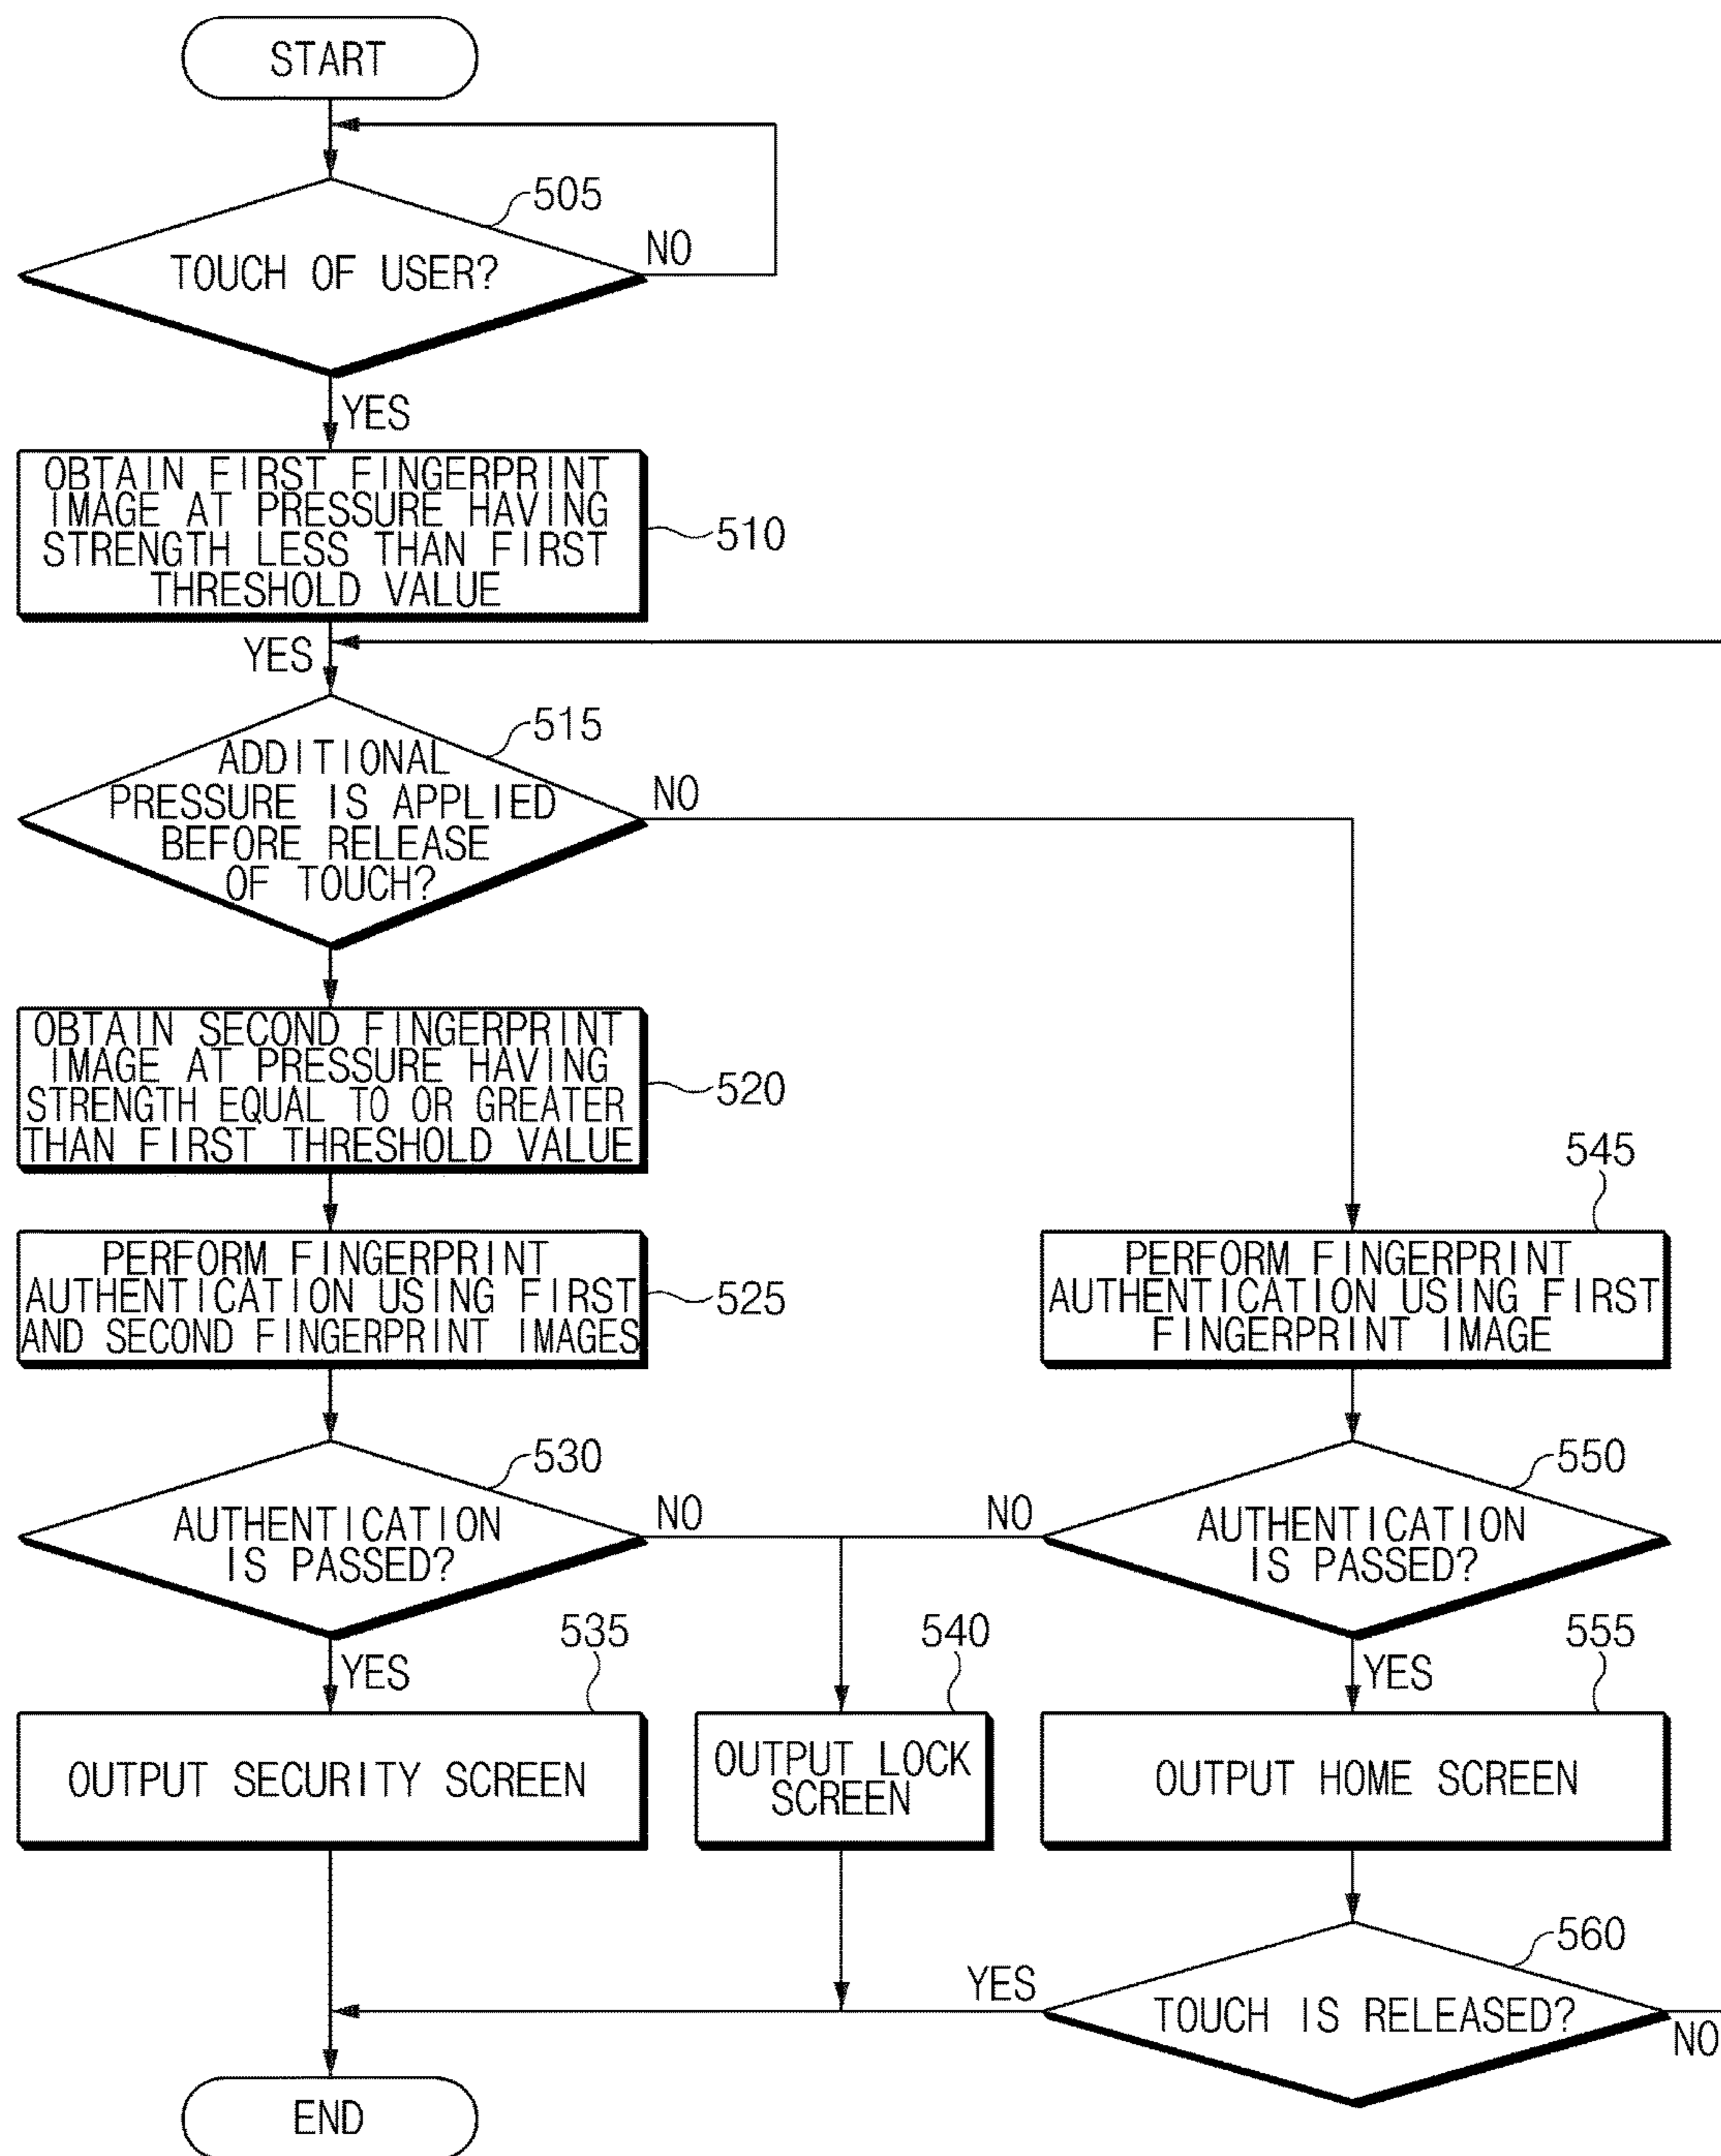 START
505
TOUCH OF USER?
NO
YES
OBTAIN FIRST FINGERPRINT
IMAGE AT PRESSURE HAVING
STRENGTH LESS THAN FIRST
THRESHOLD VALUE
510
YES
515
ADDITIONAL
PRESSURE IS APPLIED
BEFORE RELEASE
OF TOUCH?
NO
OBTAIN SECOND FINGERPRINT
IMAGE AT PRESSURE HAVING
STRENGTH EQUAL TO OR GREATER
THAN FIRST THRESHOLD VALUE
520
PERFORM FINGERPRINT
AUTHENTICATION USING FIRST
AND SECOND FINGERPRINT IMAGES
525
545
PERFORM FINGERPRINT
AUTHENTICATION USING FIRST
FINGERPRINT IMAGE
530
AUTHENTICATION
IS PASSED?
NO
NO
550
AUTHENTICATION
IS PASSED?
YES
535
OUTPUT SECURITY SCREEN
540
OUTPUT LOCK
SCREEN
YES
555
OUTPUT HOME SCREEN
560
YES
TOUCH IS RELEASED?
NO
END